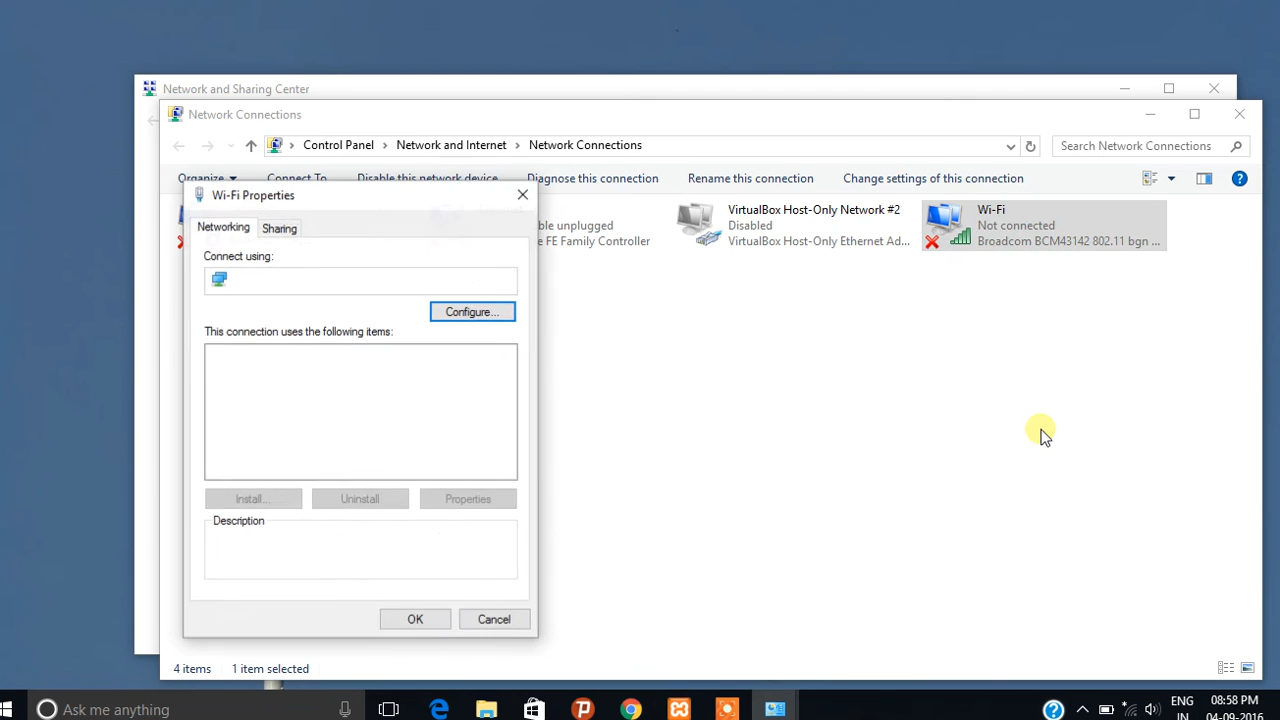 Network and Sharing Center
Network Connections
Control Panel > Network and Internet > Network Connections
Search Network Connections
Organize Connect To Disable this network device Diagnose this connection Rename this connection Change settings of this connection
Wi-Fi Properties
Networking Sharing
Connect using:
Configure...
This connection uses the following items:
Install... Uninstall Properties
Description
OK Cancel
ble unplugged
e FE Family Controller
VirtualBox Host-Only Network #2
Disabled
VirtualBox Host-Only Ethernet Ad...
Wi-Fi
Not connected
Broadcom BCM43142 802.11 bgn ...
4 items 1 item selected
Ask me anything
ENG
IN
08:58 PM
04-09-2016